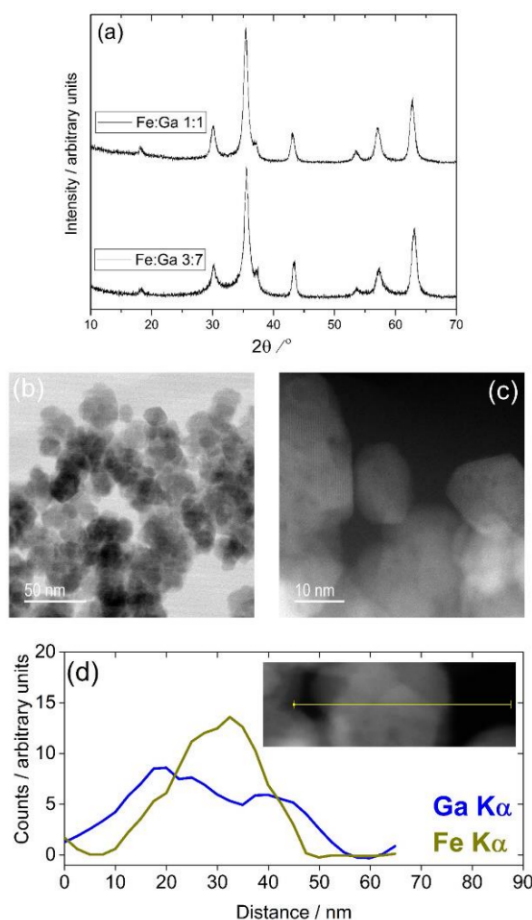 (a)
Intensity / arbitrary units
Fe:Ga 1:1
Fe:Ga 3:7
10 20 30 40 50 60 70
2θ /°
(b)
50 nm
(c)
10 nm
(d)
Counts / arbitrary units
20
15
10
5
0
Ga Kα
Fe Kα
0 10 20 30 40 50 60 70 80 90
Distance / nm